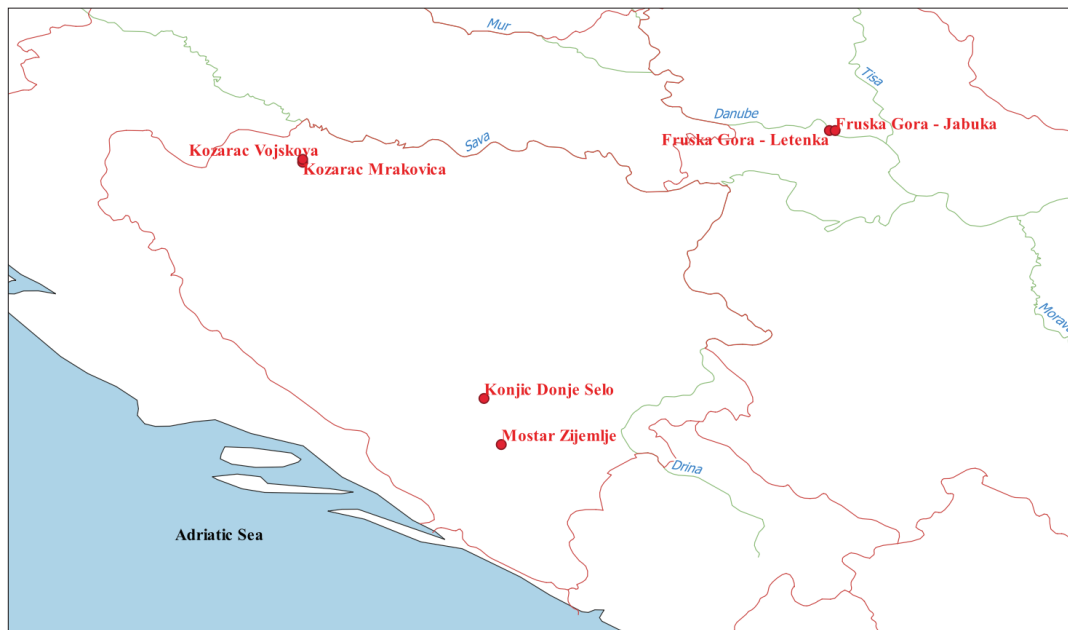 Mur
Tisa
Danube
Fruska Gora - Jabuka
Fruska Gora - Letenka
Sava
Kozarac Vojskova
Kozarac Mrakovica
Morava
Konjic Donje Selo
Mostar Zijemlje
Drina
Adriatic Sea